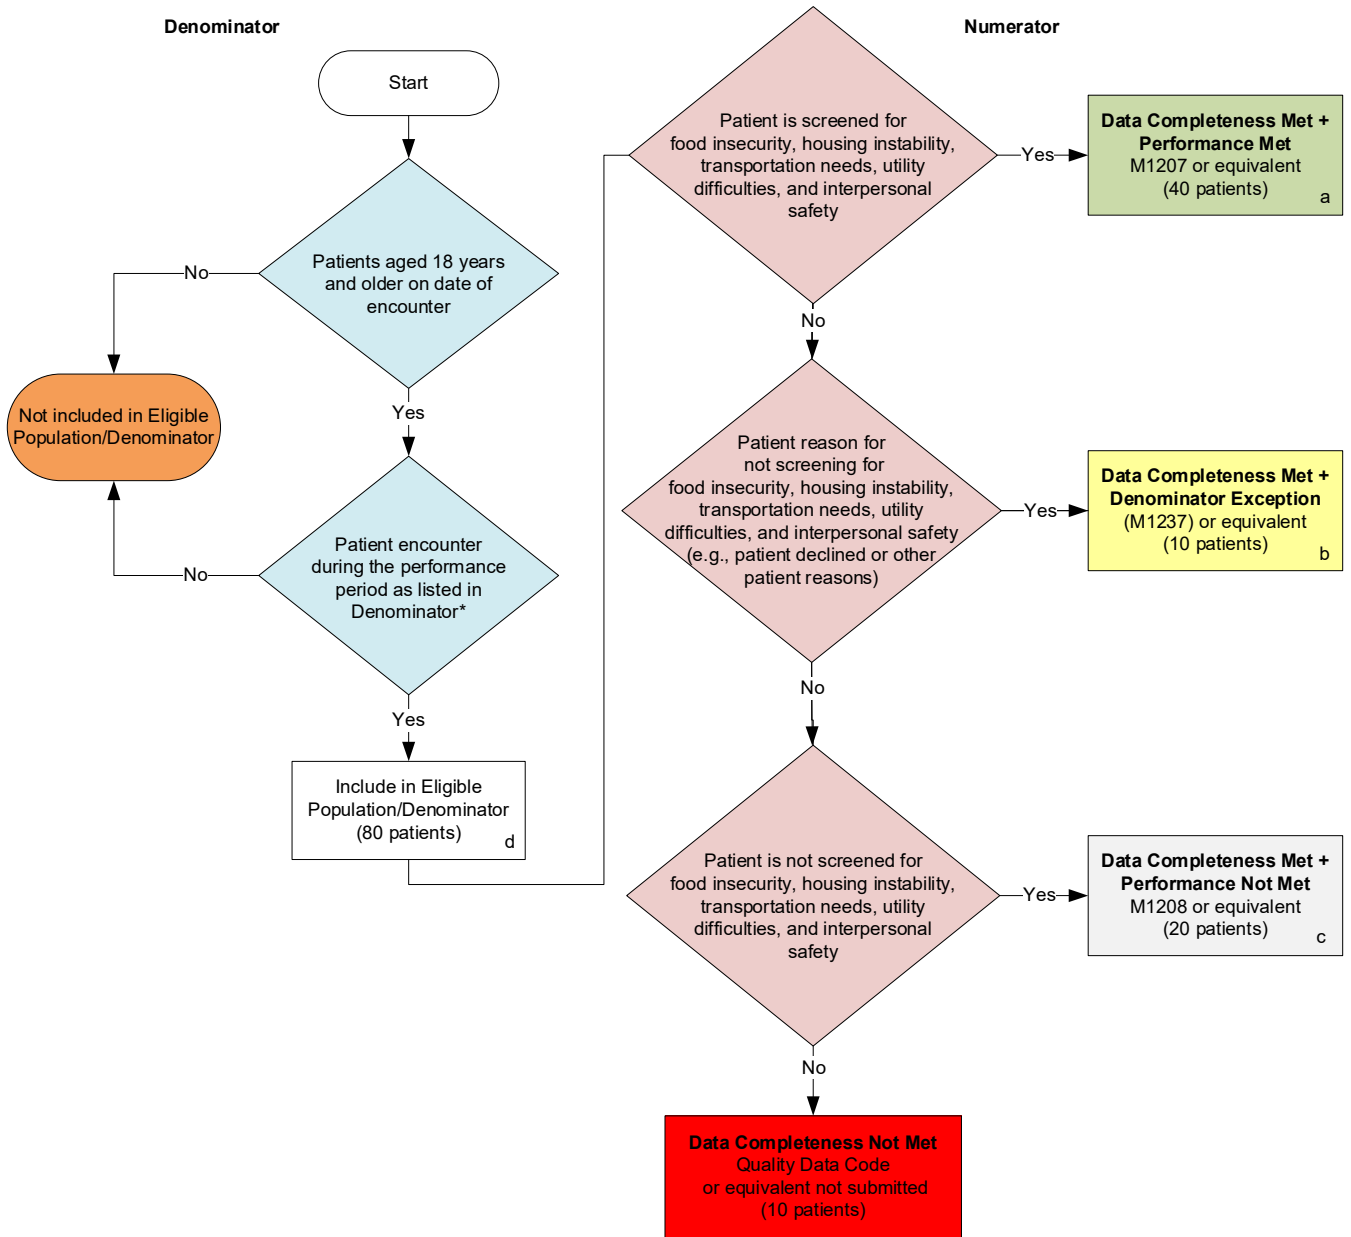 Denominator
Numerator
Start
Patients aged 18 years
and older on date of
encounter
No
Not included in Eligible
Population/Denominator
Yes
Patient encounter
during the performance
period as listed in
Denominator*
No
Yes
Include in Eligible
Population/Denominator
(80 patients)
d
Patient is screened for
food insecurity, housing instability,
transportation needs, utility
difficulties, and interpersonal
safety
Yes
Data Completeness Met +
Performance Met
M1207 or equivalent
(40 patients)
a
No
Patient reason for
not screening for
food insecurity, housing instability,
transportation needs, utility
difficulties, and interpersonal safety
(e.g., patient declined or other
patient reasons)
Yes
Data Completeness Met +
Denominator Exception
(M1237) or equivalent
(10 patients)
b
No
Patient is not screened for
food insecurity, housing instability,
transportation needs, utility
difficulties, and interpersonal
safety
Yes
Data Completeness Met +
Performance Not Met
M1208 or equivalent
(20 patients)
c
No
Data Completeness Not Met
Quality Data Code
or equivalent not submitted
(10 patients)